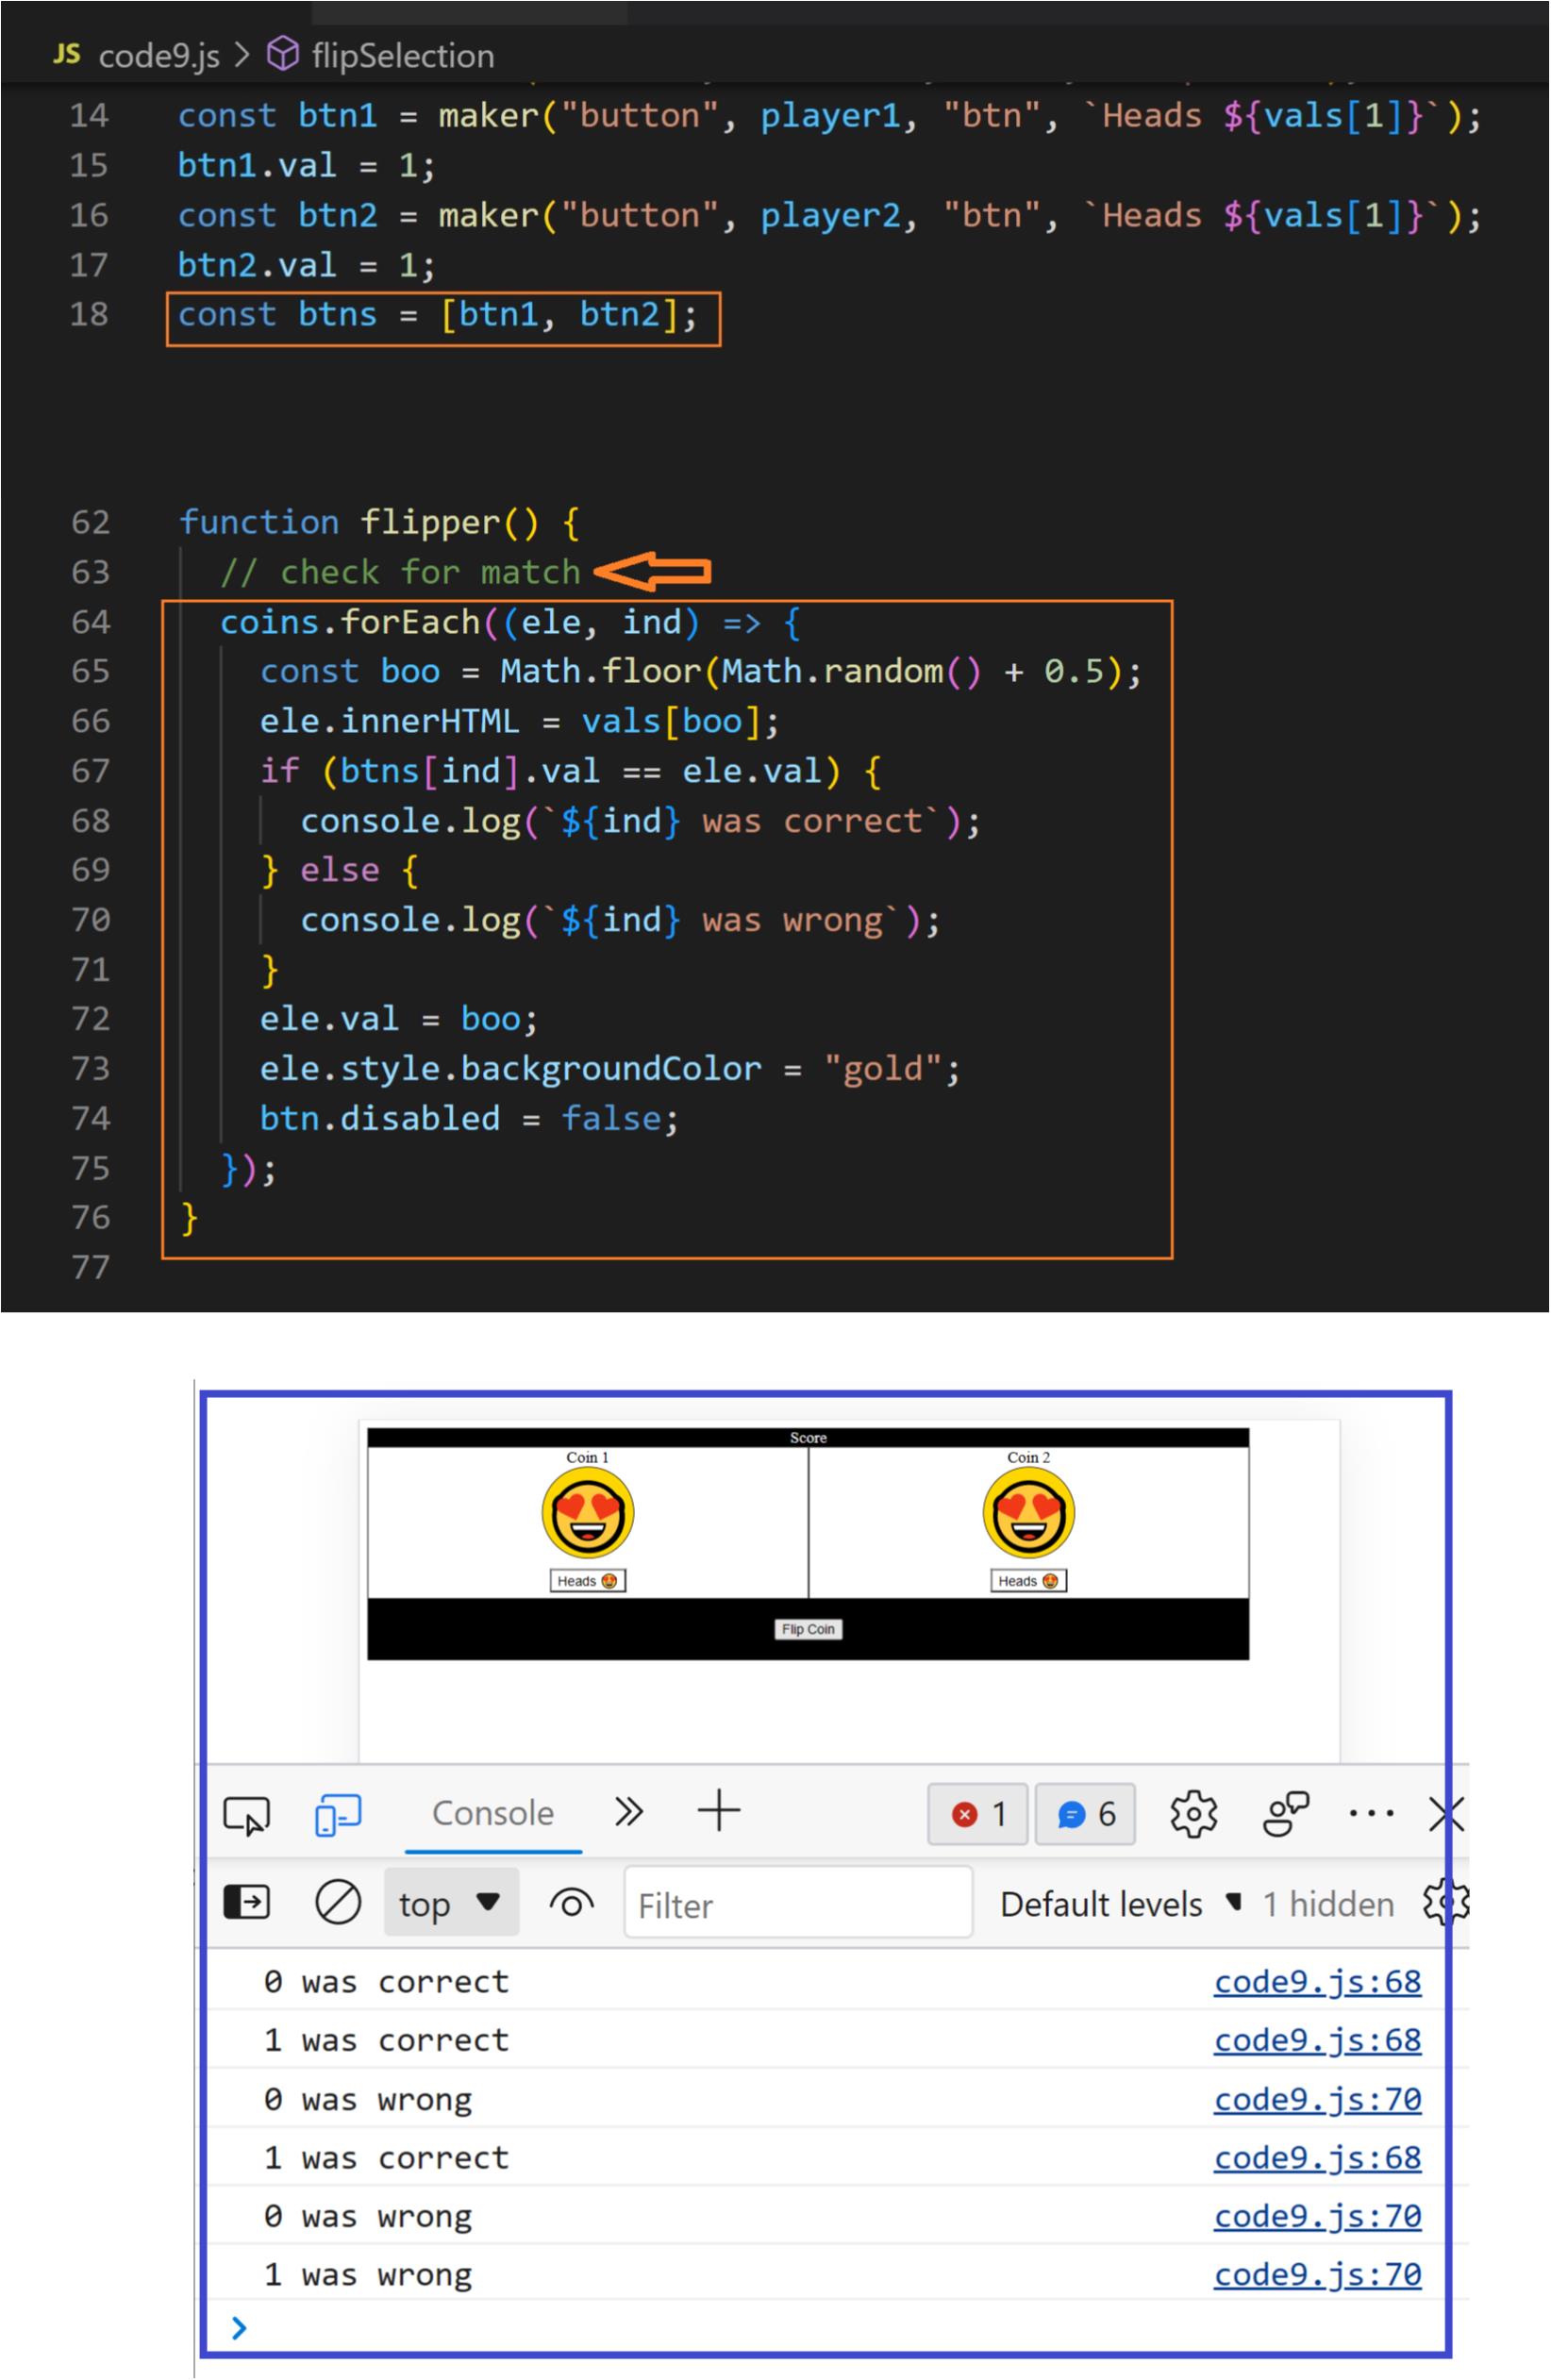 JS code9.js > flipSelection
14 const btn1 = maker("button", player1, "btn", `Heads ${vals[1]}`);
15 btn1.val = 1;
16 const btn2 = maker("button", player2, "btn", `Heads ${vals[1]}`);
17 btn2.val = 1;
18 const btns = [btn1, btn2];
62 function flipper() {
63 // check for match
64 coins.forEach((ele, ind) => {
65 const boo = Math.floor(Math.random() + 0.5);
66 ele.innerHTML = vals[boo];
67 if (btns[ind].val == ele.val) {
68 console.log(`${ind} was correct`);
69 } else {
70 console.log(`${ind} was wrong`);
71 }
72 ele.val = boo;
73 ele.style.backgroundColor = "gold";
74 btn.disabled = false;
75 });
76 }
77
Score
Coin 1 Coin 2
Heads 😍 Heads 😍
Flip Coin
Console 1 6
top Filter Default levels 1 hidden
0 was correct code9.js:68
1 was correct code9.js:68
0 was wrong code9.js:70
1 was correct code9.js:68
0 was wrong code9.js:70
1 was wrong code9.js:70